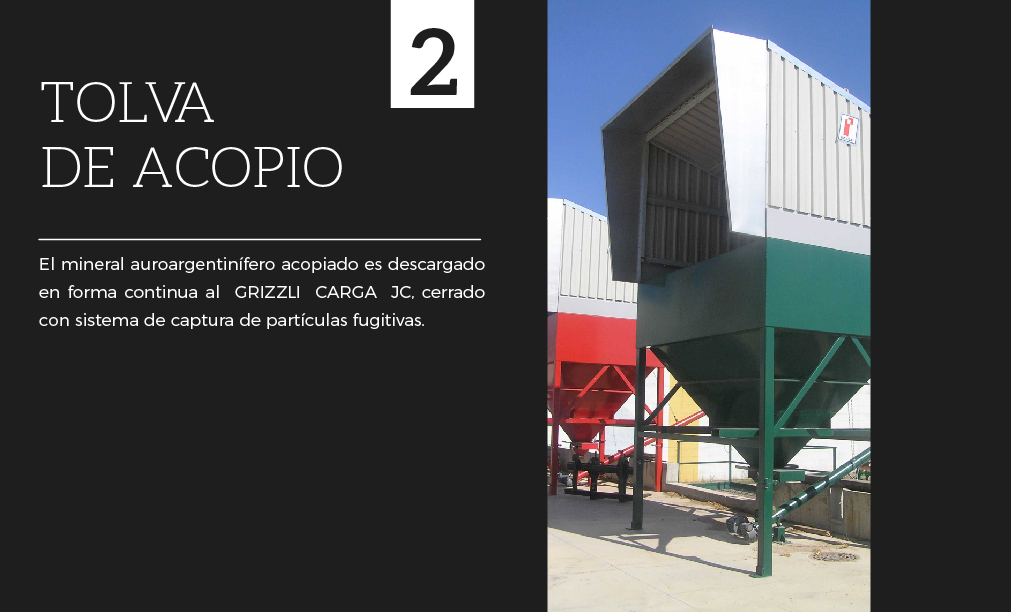 2
TOLVA
DE ACOPIO
El mineral auroargentinífero acopiado es descargado
en forma continua al GRIZZLI CARGA JC, cerrado
con sistema de captura de partículas fugitivas.